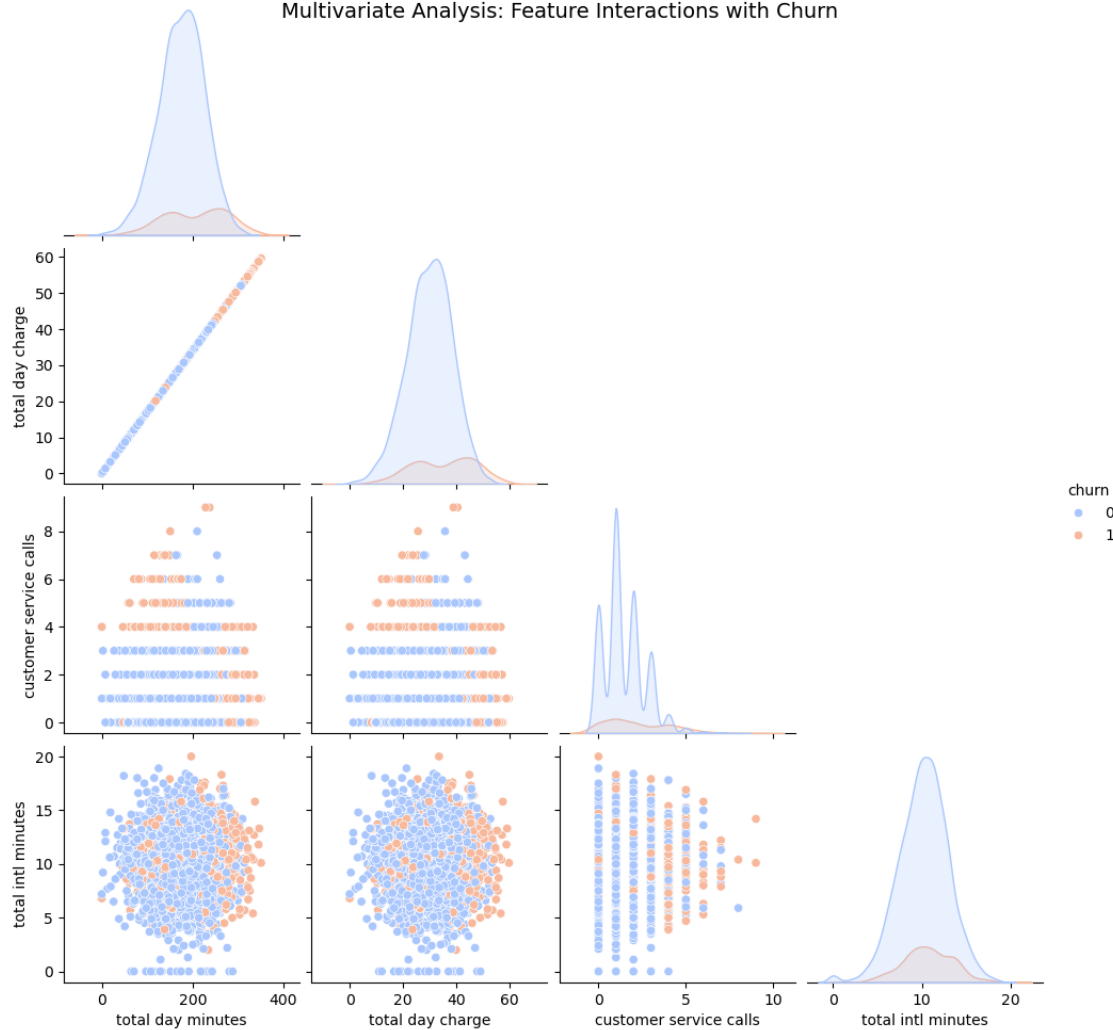 Multivariate Analysis: Feature Interactions with Churn
total day charge
60
50
40
30
20
10
0
customer service calls
8
6
4
2
0
churn
0
1
total intl minutes
20
15
10
5
0
0 200 400
total day minutes
0 20 40 60
total day charge
0 5 10
customer service calls
0 10 20
total intl minutes